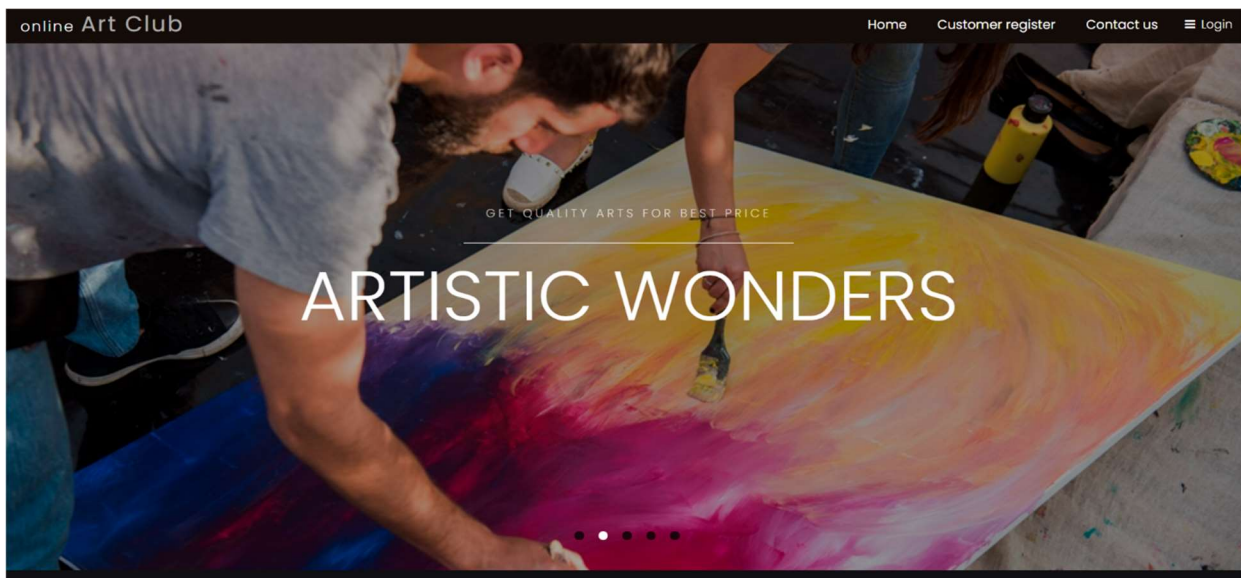 online Art Club
Home Customer register Contact us Login
GET QUALITY ARTS FOR BEST PRICE
ARTISTIC WONDERS